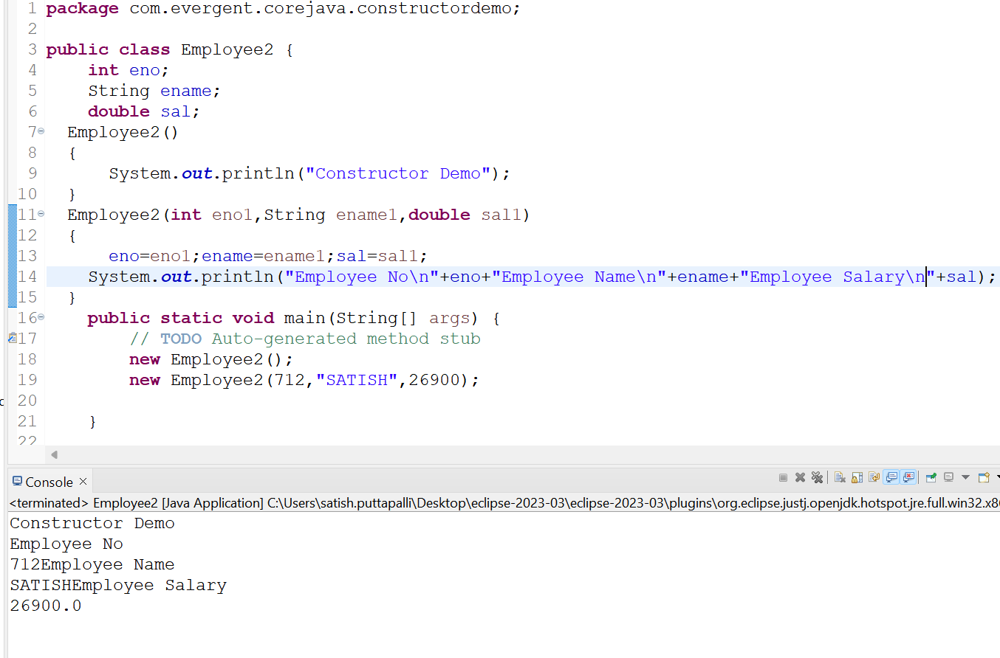 1 package com.evergent.corejava.constructordemo;
2
3 public class Employee2 {
4 int eno;
5 String ename;
6 double sal;
7 Employee2()
8 {
9 System.out.println("Constructor Demo");
10 }
11 Employee2(int eno1,String ename1,double sal1)
12 {
13 eno=eno1;ename=ename1;sal=sal1;
14 System.out.println("Employee No\n"+eno+"Employee Name\n"+ename+"Employee Salary\n"+sal);
15 }
16 public static void main(String[] args) {
17 // TODO Auto-generated method stub
18 new Employee2();
19 new Employee2(712,"SATISH",26900);
20
21 }
22
Console
<terminated> Employee2 [Java Application] C:\Users\satish.puttapalli\Desktop\eclipse-2023-03\eclipse-2023-03\plugins\org.eclipse.justj.openjdk.hotspot.jre.full.win32.x8
Constructor Demo
Employee No
712Employee Name
SATISHEmployee Salary
26900.0